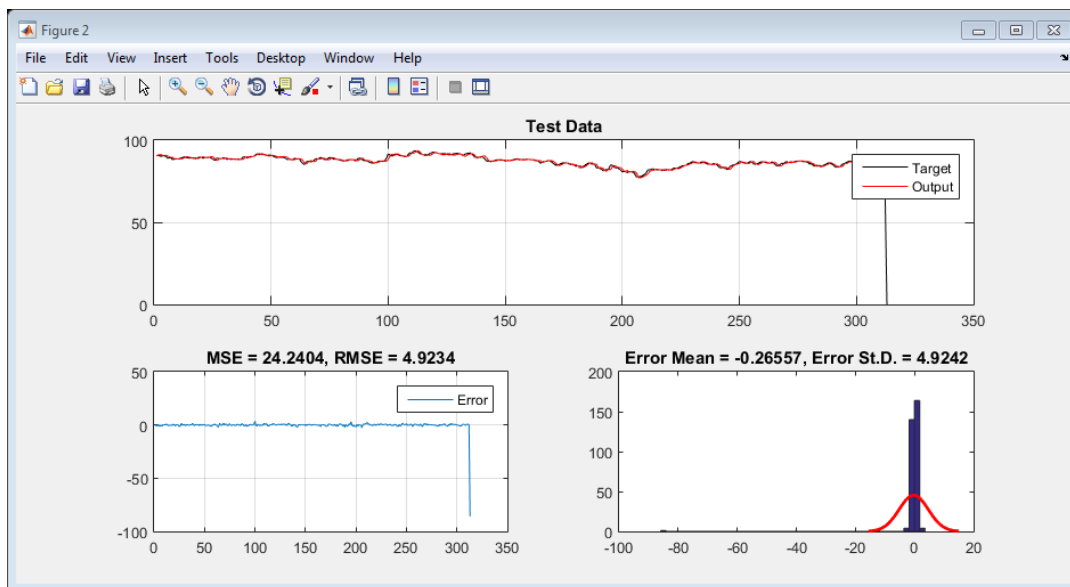 Figure 2
File Edit View Insert Tools Desktop Window Help
Test Data
100
50
0
0 50 100 150 200 250 300 350
Target
Output
MSE = 24.2404, RMSE = 4.9234
50
0
-50
-100
0 50 100 150 200 250 300 350
Error
Error Mean = -0.26557, Error St.D. = 4.9242
200
150
100
50
0
-100 -80 -60 -40 -20 0 20